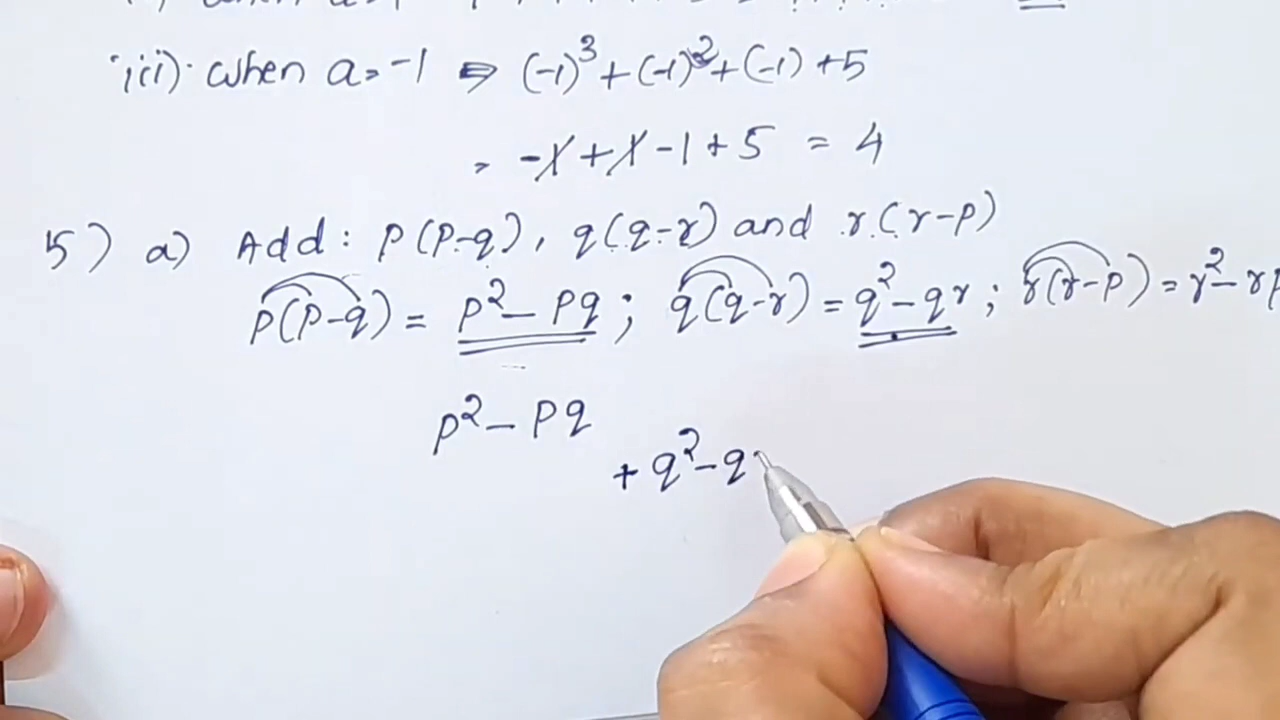 iii) when a = -1 ⇒ (-1)³ + (-1)² + (-1) + 5
= -1 + 1 - 1 + 5 = 4
5) a) Add : p(p-q), q(q-r) and r(r-p)
p(p-q) = p² - pq ; q(q-r) = q² - qr ; r(r-p) = r² - rp
p² - pq
+ q² - q